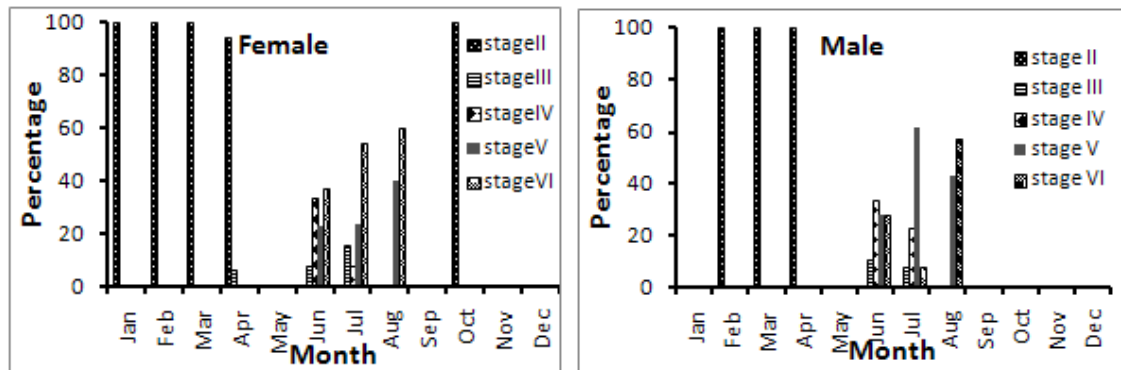 Female
100
80
60
40
20
0
Percentage
Jan Feb Mar Apr May Jun Jul Aug Sep Oct Nov Dec
Month
stageII
stageIII
stageIV
stageV
stageVI
Male
100
80
60
40
20
0
Percentage
Jan Feb Mar Apr May Jun Jul Aug Sep Oct Nov Dec
Month
stage II
stage III
stage IV
stage V
stage VI